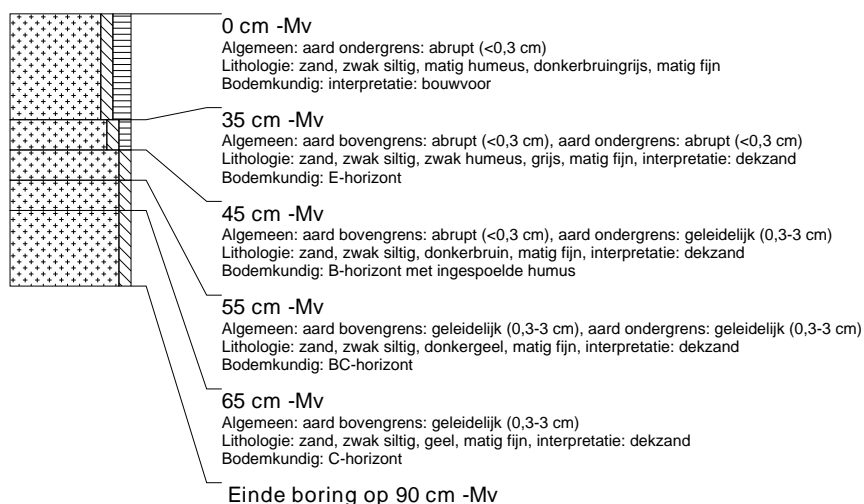 0 cm -Mv
Algemeen: aard ondergrens: abrupt (<0,3 cm)
Lithologie: zand, zwak siltig, matig humeus, donkerbruingrijs, matig fijn
Bodemkundig: interpretatie: bouwvoor
35 cm -Mv
Algemeen: aard bovengrens: abrupt (<0,3 cm), aard ondergrens: abrupt (<0,3 cm)
Lithologie: zand, zwak siltig, zwak humeus, grijs, matig fijn, interpretatie: dekzand
Bodemkundig: E-horizont
45 cm -Mv
Algemeen: aard bovengrens: abrupt (<0,3 cm), aard ondergrens: geleidelijk (0,3-3 cm)
Lithologie: zand, zwak siltig, donkerbruin, matig fijn, interpretatie: dekzand
Bodemkundig: B-horizont met ingespoelde humus
55 cm -Mv
Algemeen: aard bovengrens: geleidelijk (0,3-3 cm), aard ondergrens: geleidelijk (0,3-3 cm)
Lithologie: zand, zwak siltig, donkergeel, matig fijn, interpretatie: dekzand
Bodemkundig: BC-horizont
65 cm -Mv
Algemeen: aard bovengrens: geleidelijk (0,3-3 cm)
Lithologie: zand, zwak siltig, geel, matig fijn, interpretatie: dekzand
Bodemkundig: C-horizont
Einde boring op 90 cm -Mv